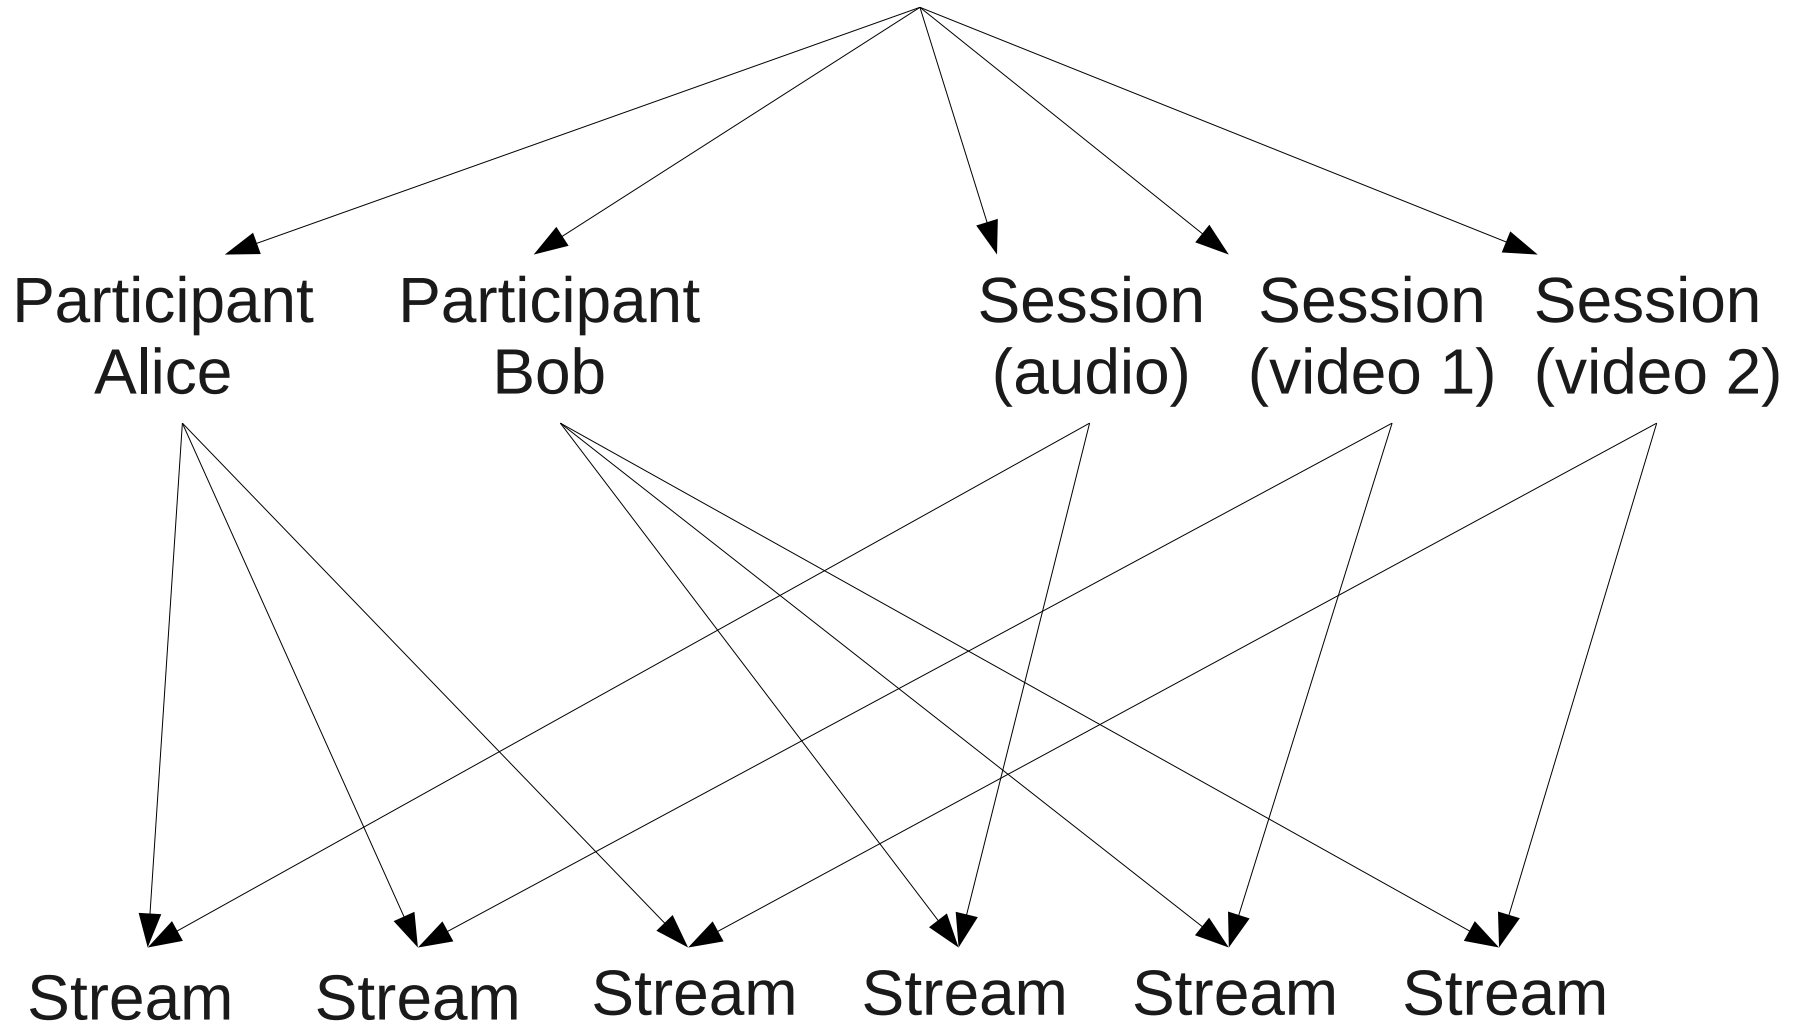 Participant
Alice
Participant
Bob
Session
(audio)
Session
(video 1)
Session
(video 2)
Stream
Stream
Stream
Stream
Stream
Stream